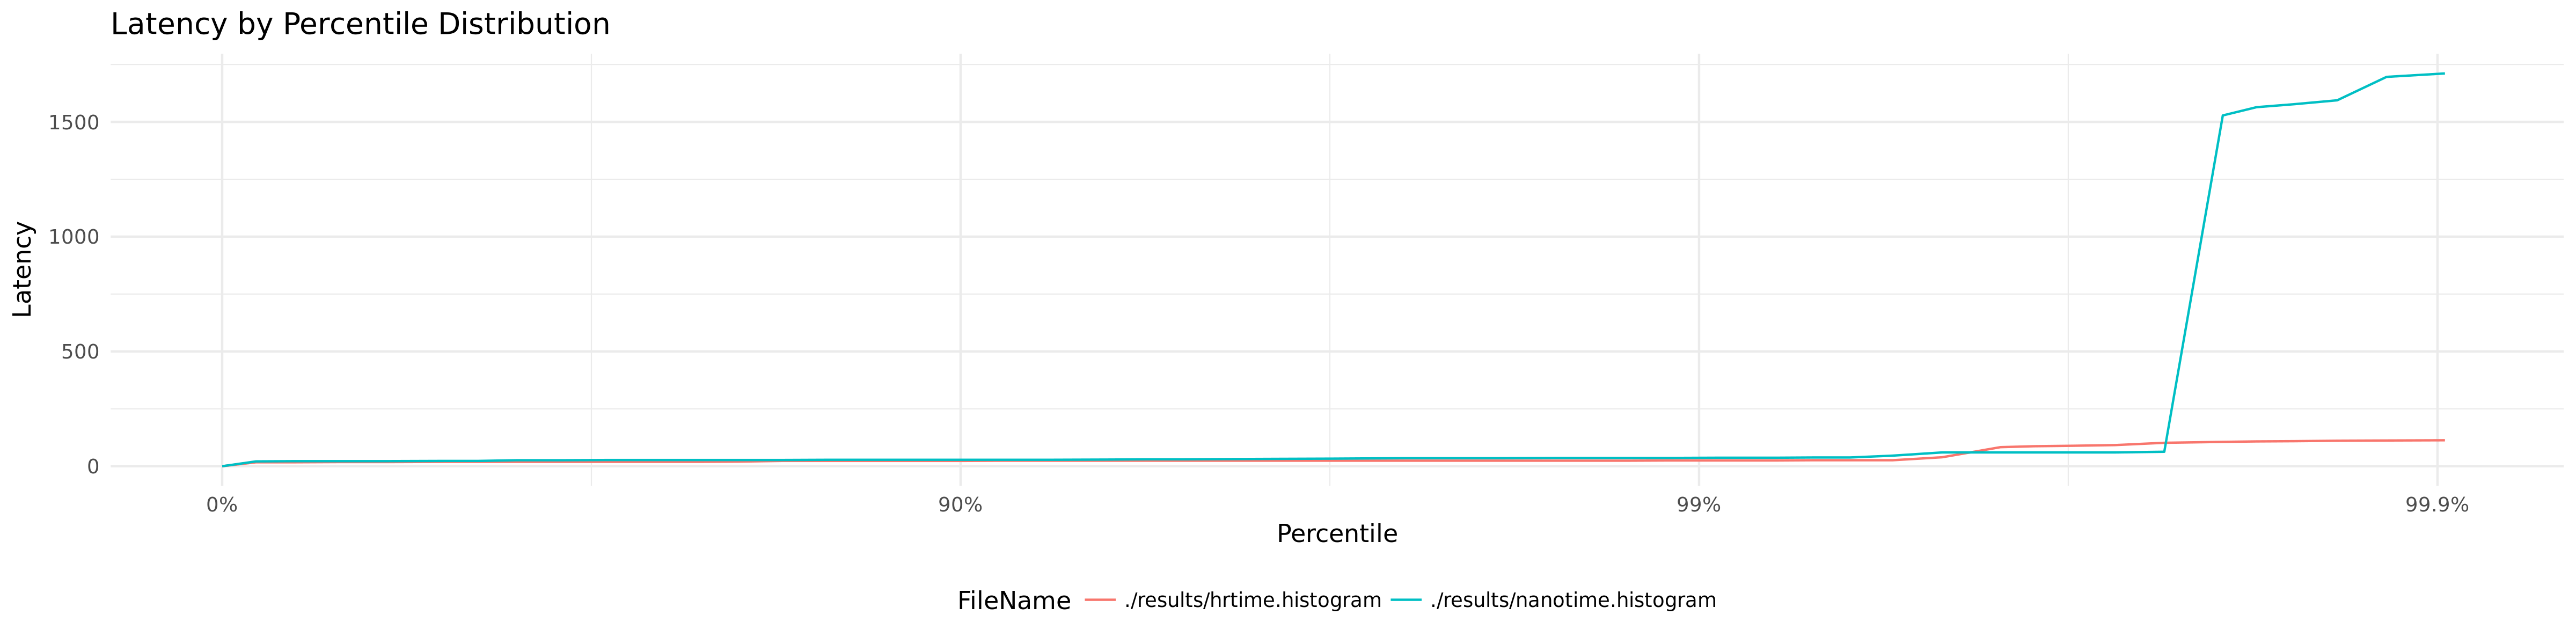 Latency by Percentile Distribution
Latency
1500
1000
500
0
0% 90% 99% 99.9%
Percentile
FileName ./results/hrtime.histogram ./results/nanotime.histogram